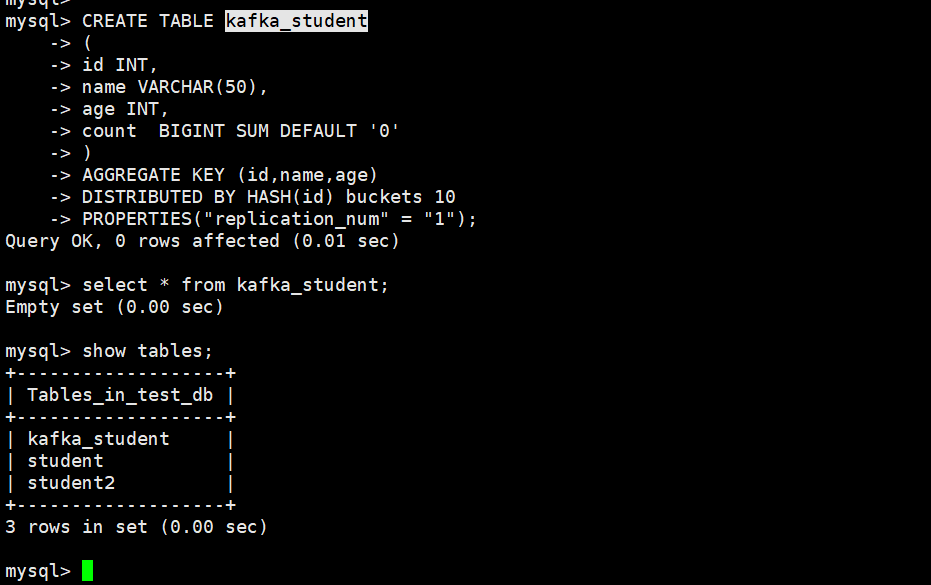 mysql>
mysql> CREATE TABLE kafka_student
    -> (
    -> id INT,
    -> name VARCHAR(50),
    -> age INT,
    -> count  BIGINT SUM DEFAULT '0'
    -> )
    -> AGGREGATE KEY (id,name,age)
    -> DISTRIBUTED BY HASH(id) buckets 10
    -> PROPERTIES("replication_num" = "1");
Query OK, 0 rows affected (0.01 sec)

mysql> select * from kafka_student;
Empty set (0.00 sec)

mysql> show tables;
+-------------------+
| Tables_in_test_db |
+-------------------+
| kafka_student     |
| student           |
| student2          |
+-------------------+
3 rows in set (0.00 sec)

mysql>